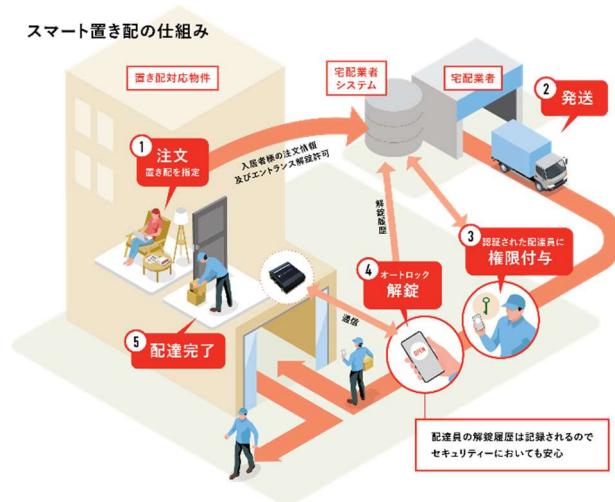 スマート置き配の仕組み
置き配対応物件
宅配業者
システム
宅配業者
2
発送
1
注文
置き配を指定
入居者様の注文情報
及びエントランス解錠許可
解錠履歴
3
認証された配達員に
権限付与
4
オートロック
解錠
通信
OPEN
5
配達完了
配達員の解錠履歴は記録されるので
セキュリティーにおいても安心